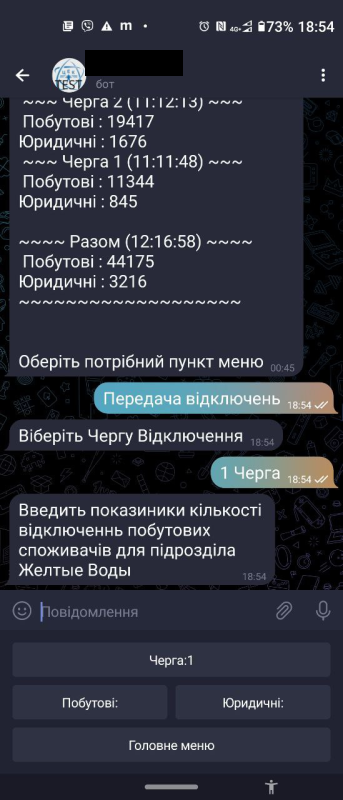 m • 4G+ 73% 18:54
TEST
бот
~~~ Черга 2 (11:12:13) ~~~
Побутові : 19417
Юридичні : 1676
~~~ Черга 1 (11:11:48) ~~~
Побутові : 11344
Юридичні : 845
~~~~ Разом (12:16:58) ~~~~
Побутові : 44175
Юридичні : 3216
~~~~~~~~~~~~~~~~~~~
Оберіть потрібний пункт меню 00:45
Передача відключень 18:54
Віберіть Чергу Відключення 18:54
1 Черга 18:54
Введить показиники кількості
відключеннь побутових
споживачів для підрозділа
Желтые Воды
18:54
Повідомлення
Черга:1
Побутові: Юридичні:
Головне меню